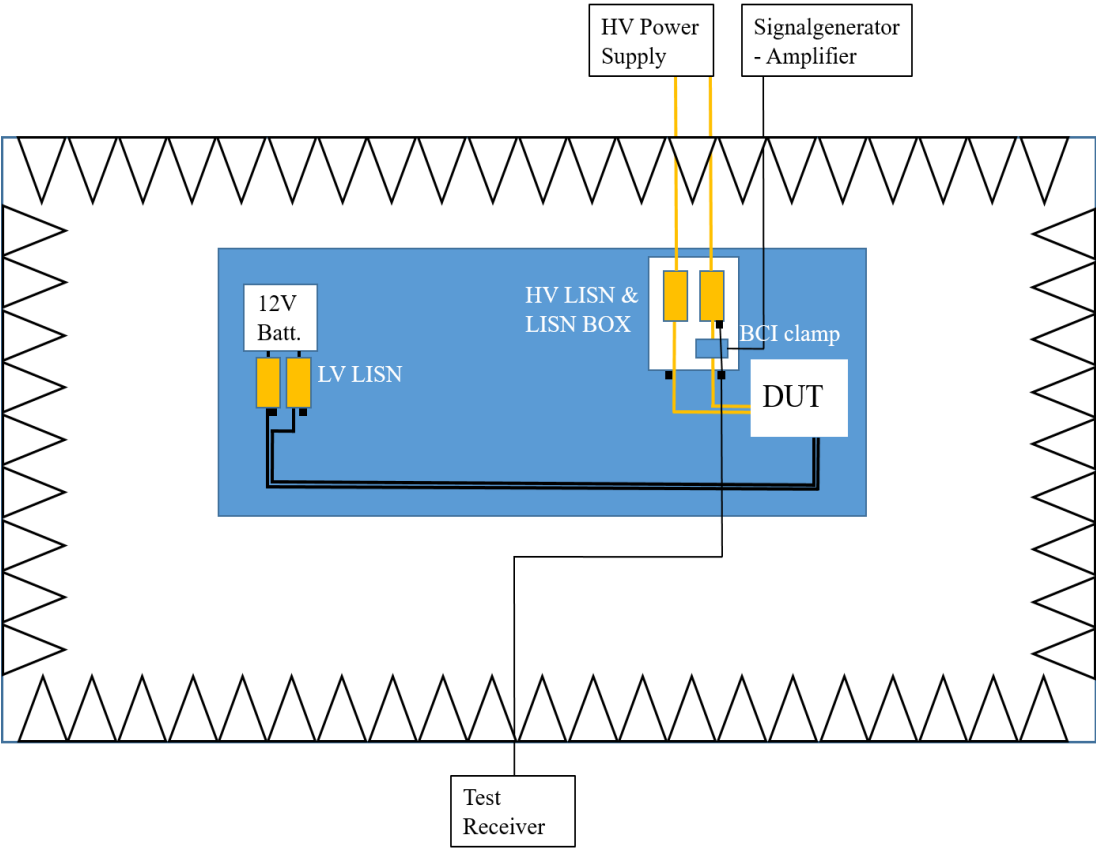 HV Power
Supply
Signalgenerator
- Amplifier
12V
Batt.
LV LISN
HV LISN &
LISN BOX
BCI clamp
DUT
Test
Receiver